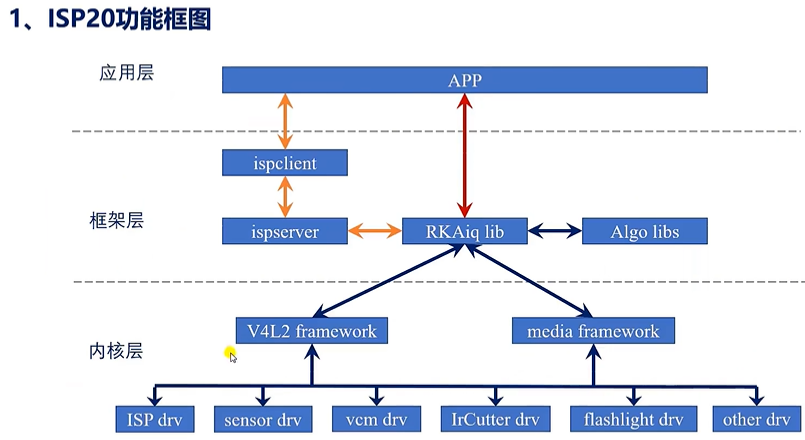 1、ISP20功能框图
应用层
APP
ispclient
框架层
ispserver
RKAiq lib
Algo libs
V4L2 framework
media framework
内核层
ISP drv
sensor drv
vcm drv
IrCutter drv
flashlight drv
other drv